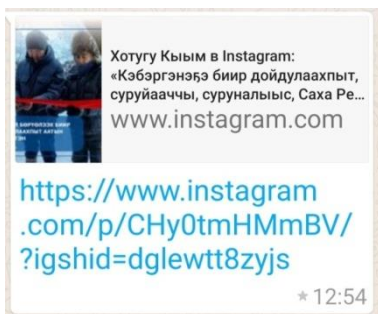 Хотугу Кыым в Instagram:
«Кэбэргэнэҕэ биир дойдулаахпыт,
суруйааччы, суруналыыс, Саха Ре...
www.instagram.com
https://www.instagram
.com/p/CHy0tmHMmBV/
?igshid=dglewtt8zyjs
12:54